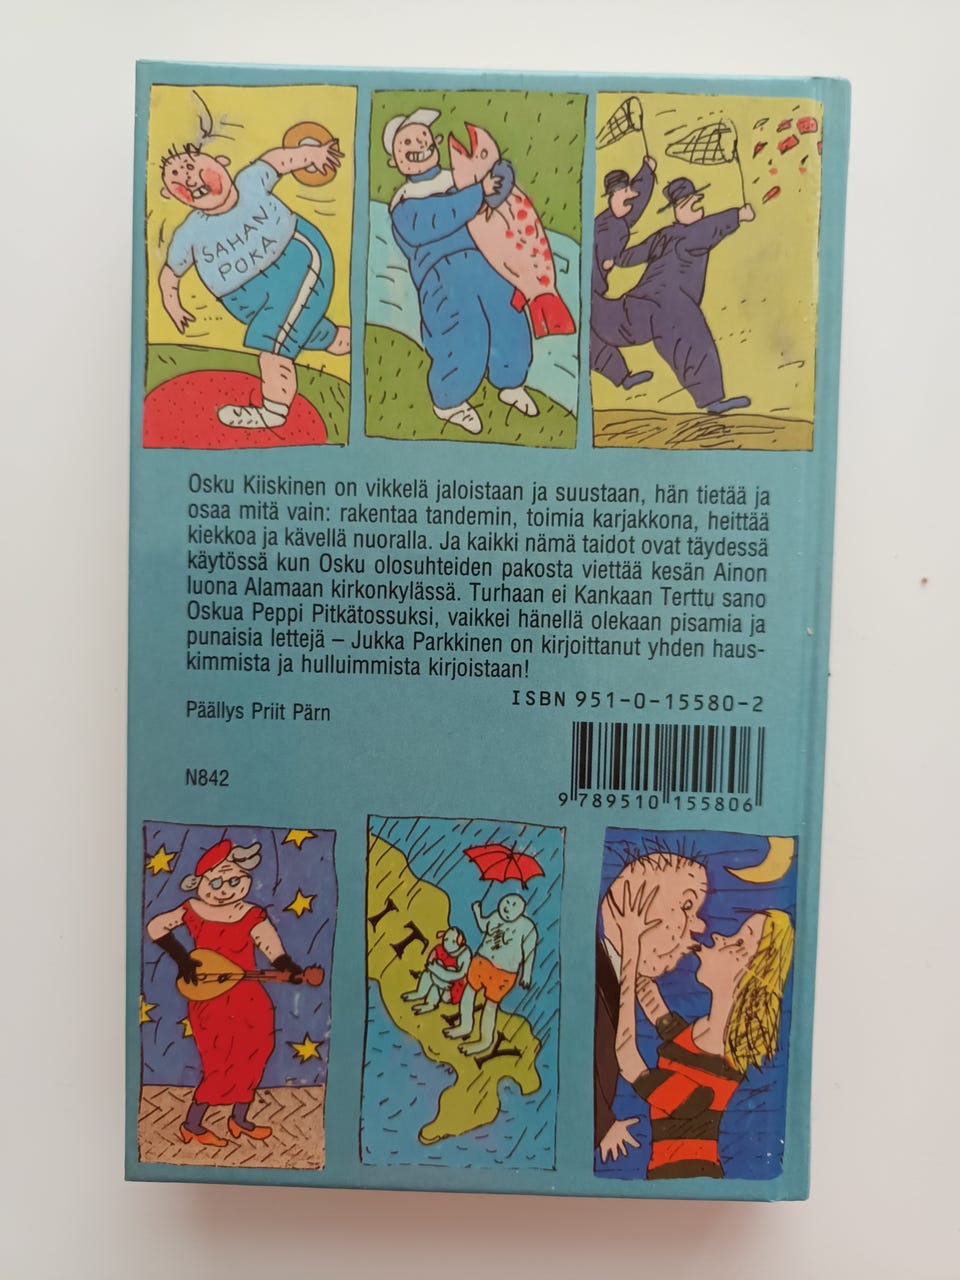 SAHAN
POKA
Osku Kiiskinen on vikkelä jaloistaan ja suustaan, hän tietää ja
osaa mitä vain: rakentaa tandemin, toimia karjakkona, heittää
kiekkoa ja kävellä nuoralla. Ja kaikki nämä taidot ovat täydessä
käytössä kun Osku olosuhteiden pakosta viettää kesän Ainon
luona Alamaan kirkonkylässä. Turhaan ei Kankaan Terttu sano
Oskua Peppi Pitkätossuksi, vaikkei hänellä olekaan pisamia ja
punaisia lettejä – Jukka Parkkinen on kirjoittanut yhden haus-
kimmista ja hulluimmista kirjoistaan!
ISBN 951-0-15580-2
Päällys Priit Pärn
N842
9 789510 155806